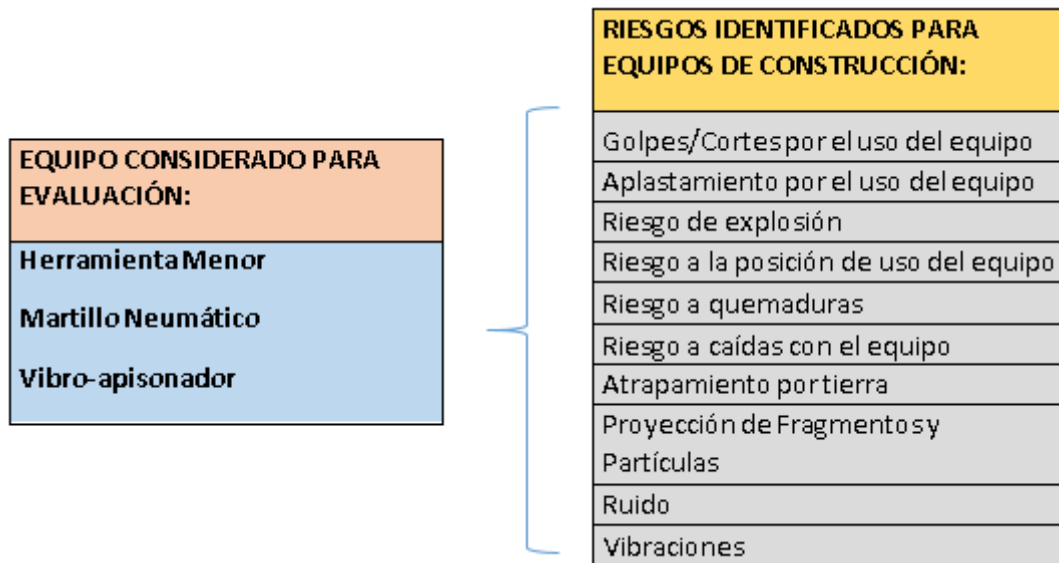 EQUIPO CONSIDERADO PARA
EVALUACIÓN:
Herramienta Menor
Martillo Neumático
Vibro-apisonador
RIESGOS IDENTIFICADOS PARA
EQUIPOS DE CONSTRUCCIÓN:
Golpes/Cortes por el uso del equipo
Aplastamiento por el uso del equipo
Riesgo de explosión
Riesgo a la posición de uso del equipo
Riesgo a quemaduras
Riesgo a caídas con el equipo
Atrapamiento por tierra
Proyección de Fragmentos y
Partículas
Ruido
Vibraciones